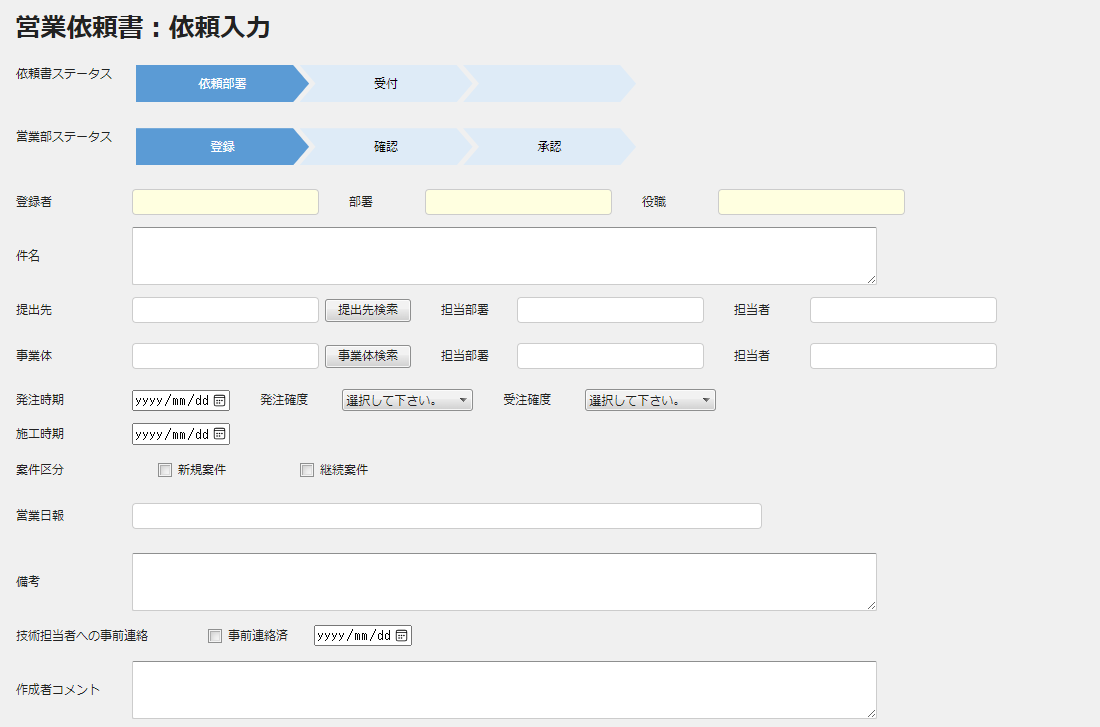 営業依頼書：依頼入力
依頼書ステータス 依頼部署 受付
営業部ステータス 登録 確認 承認
登録者 部署 役職
件名
提出先 提出先検索 担当部署 担当者
事業体 事業体検索 担当部署 担当者
発注時期 yyyy/mm/dd 発注確度 選択して下さい。 受注確度 選択して下さい。
施工時期 yyyy/mm/dd
案件区分 新規案件 継続案件
営業日報
備考
技術担当者への事前連絡 事前連絡済 yyyy/mm/dd
作成者コメント